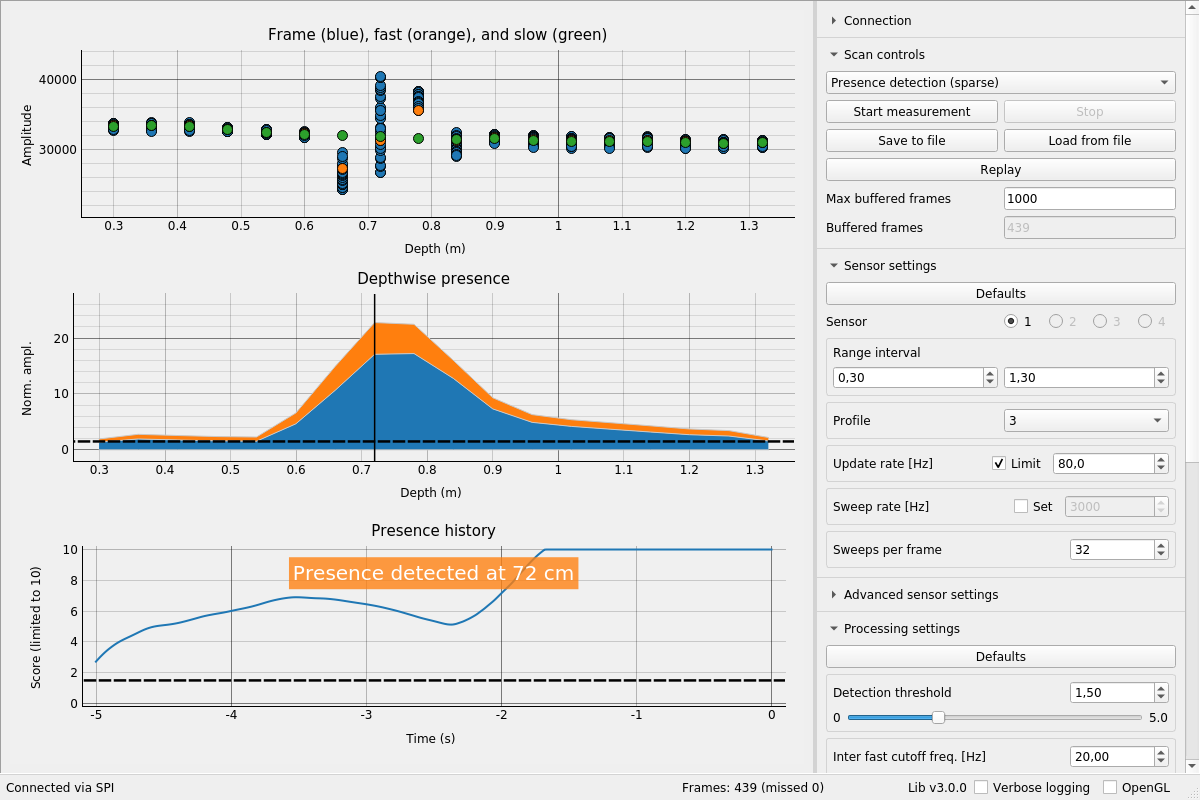 Frame (blue), fast (orange), and slow (green)
Amplitude
40000
30000
0.3 0.4 0.5 0.6 0.7 0.8 0.9 1 1.1 1.2 1.3
Depth (m)
Depthwise presence
Norm. ampl.
20
10
0
0.3 0.4 0.5 0.6 0.7 0.8 0.9 1 1.1 1.2 1.3
Depth (m)
Presence history
Score (limited to 10)
10
8
6
4
2
0
Presence detected at 72 cm
-5 -4 -3 -2 -1 0
Time (s)
Connection
Scan controls
Presence detection (sparse)
Start measurement Stop
Save to file Load from file
Replay
Max buffered frames 1000
Buffered frames 439
Sensor settings
Defaults
Sensor 1 2 3 4
Range interval
0,30 1,30
Profile 3
Update rate [Hz] Limit 80,0
Sweep rate [Hz] Set 3000
Sweeps per frame 32
Advanced sensor settings
Processing settings
Defaults
Detection threshold 1,50
0 5.0
Inter fast cutoff freq. [Hz] 20,00
Connected via SPI Frames: 439 (missed 0) Lib v3.0.0 Verbose logging OpenGL